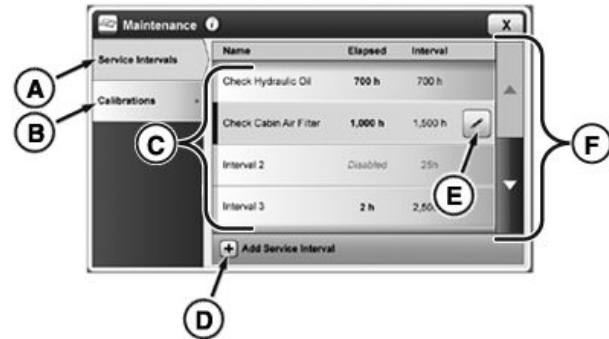 Maintenance i X
Service Intervals
Calibrations
Name Elapsed Interval
Check Hydraulic Oil 700 h 700 h
Check Cabin Air Filter 1,000 h 1,500 h
Interval 2 Disabled 25h
Interval 3 2 h
Add Service Interval
A
B
C
D
E
F